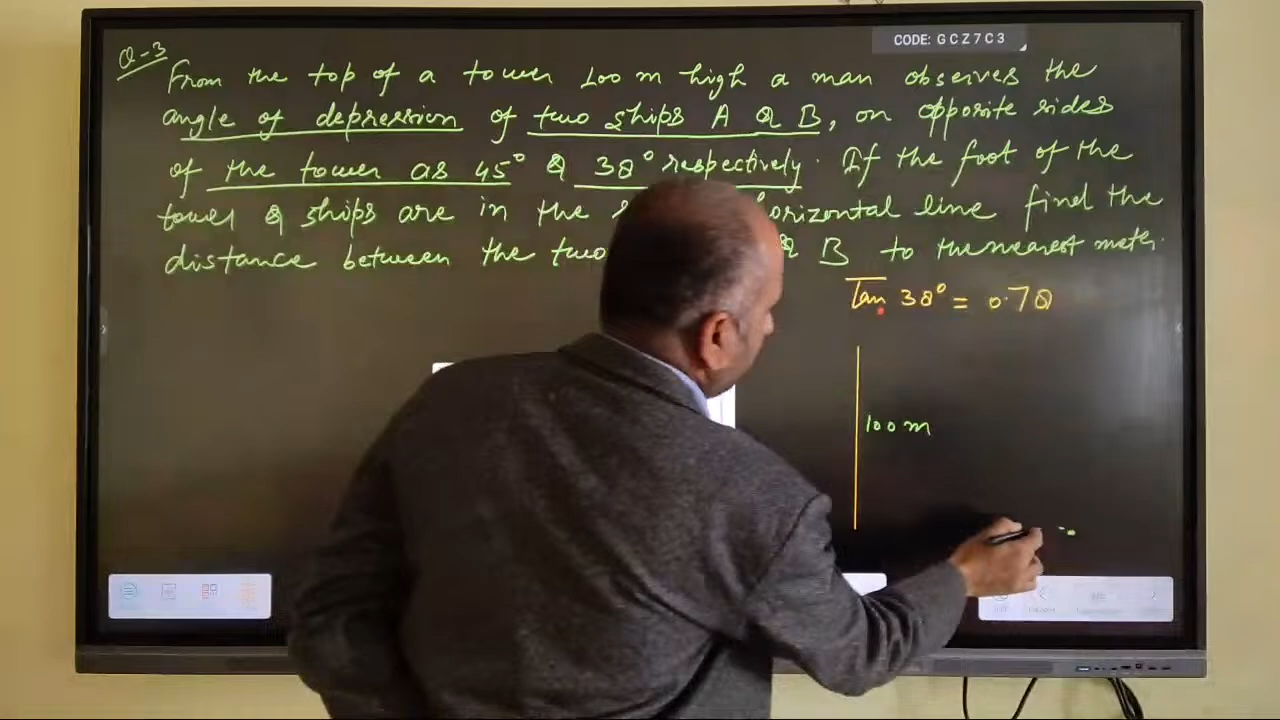 CODE: GCZ7C3
Q-3
From the top of a tower 100 m high a man observes the
angle of depression of two ships A & B, on opposite sides
of the tower as 45° & 38° respectively. If the foot of the
tower & ships are in the horizontal line find the
distance between the two & B to the nearest meter.
Tan 38° = 0.78
100 m